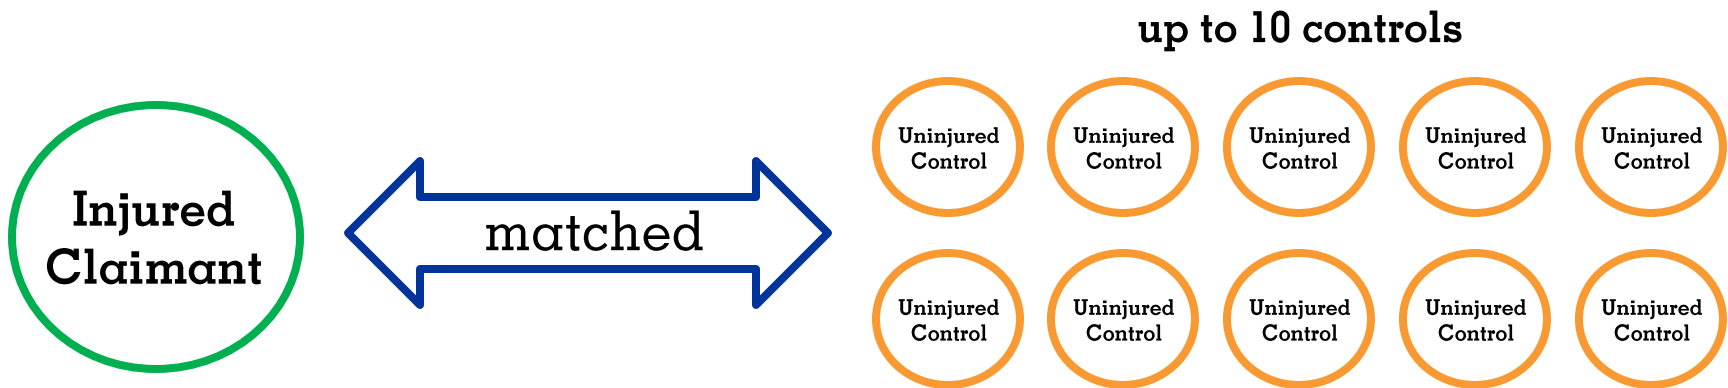 up to 10 controls
Injured
Claimant
matched
Uninjured
Control
Uninjured
Control
Uninjured
Control
Uninjured
Control
Uninjured
Control
Uninjured
Control
Uninjured
Control
Uninjured
Control
Uninjured
Control
Uninjured
Control